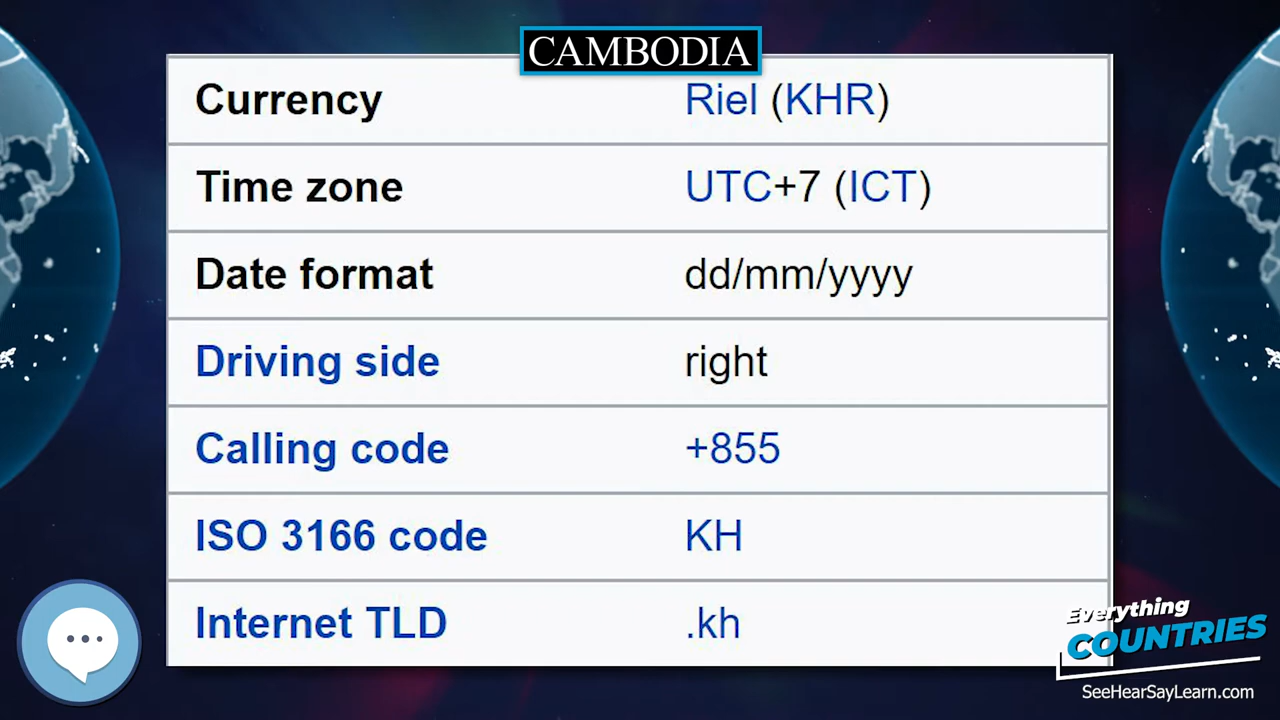 CAMBODIA
Currency Riel (KHR)
Time zone UTC+7 (ICT)
Date format dd/mm/yyyy
Driving side right
Calling code +855
ISO 3166 code KH
Internet TLD .kh
Everything
COUNTRIES
SeeHearSayLearn.com